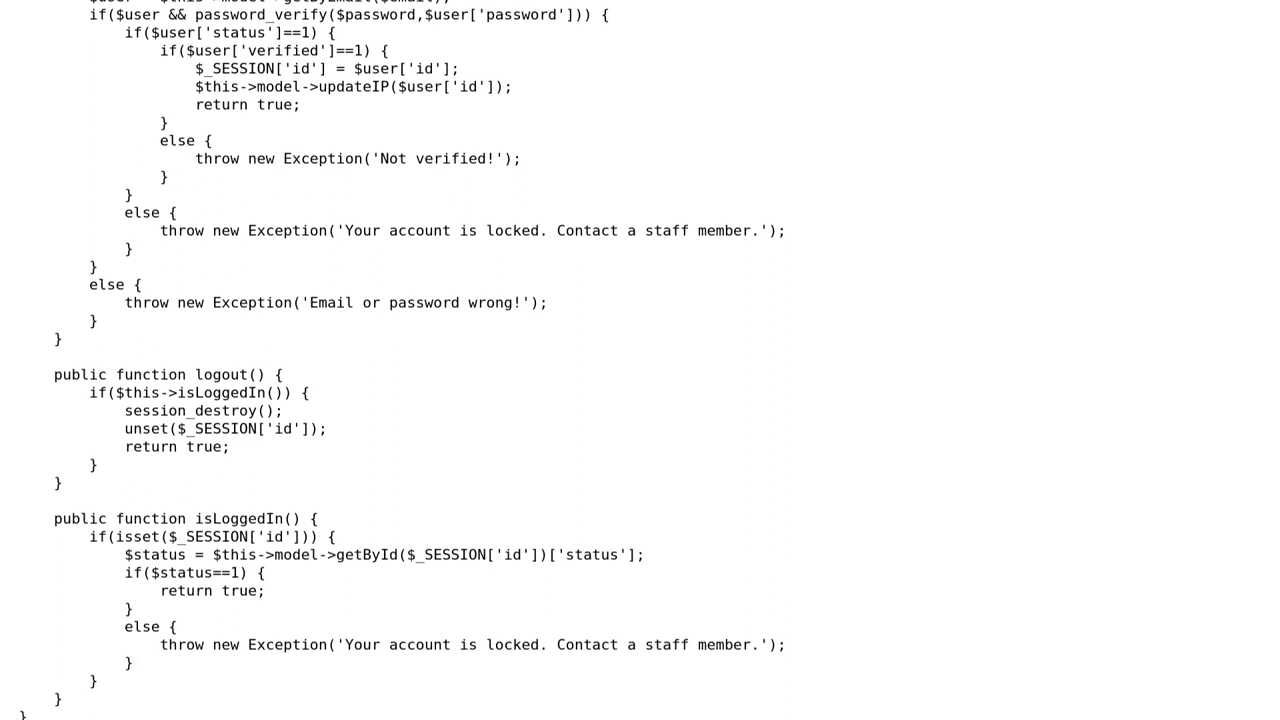 if($user && password_verify($password,$user['password'])) {
if($user['status']==1) {
if($user['verified']==1) {
$_SESSION['id'] = $user['id'];
$this->model->updateIP($user['id']);
return true;
}
else {
throw new Exception('Not verified!');
}
}
else {
throw new Exception('Your account is locked. Contact a staff member.');
}
}
else {
throw new Exception('Email or password wrong!');
}
}
public function logout() {
if($this->isLoggedIn()) {
session_destroy();
unset($_SESSION['id']);
return true;
}
}
public function isLoggedIn() {
if(isset($_SESSION['id'])) {
$status = $this->model->getById($_SESSION['id'])['status'];
if($status==1) {
return true;
}
else {
throw new Exception('Your account is locked. Contact a staff member.');
}
}
}
}